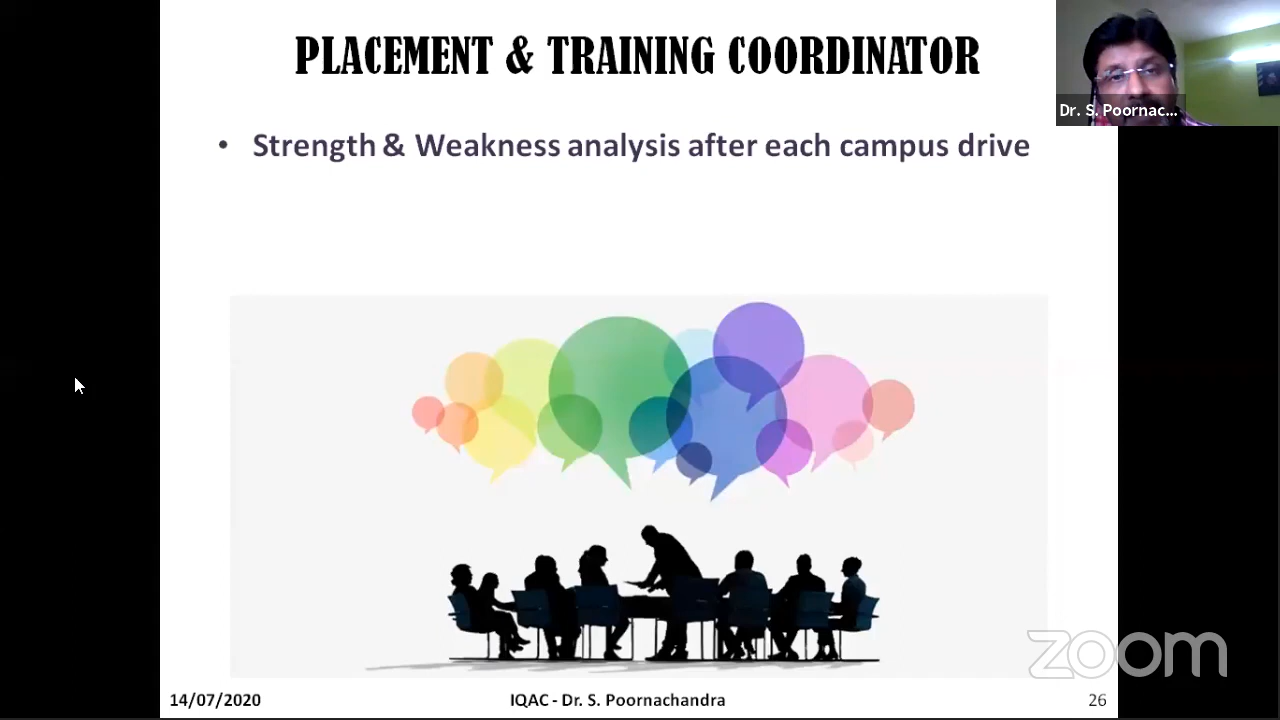 PLACEMENT & TRAINING COORDINATOR
Dr. S. Poornac...
• Strength & Weakness analysis after each campus drive
zoom
14/07/2020 IQAC - Dr. S. Poornachandra 26